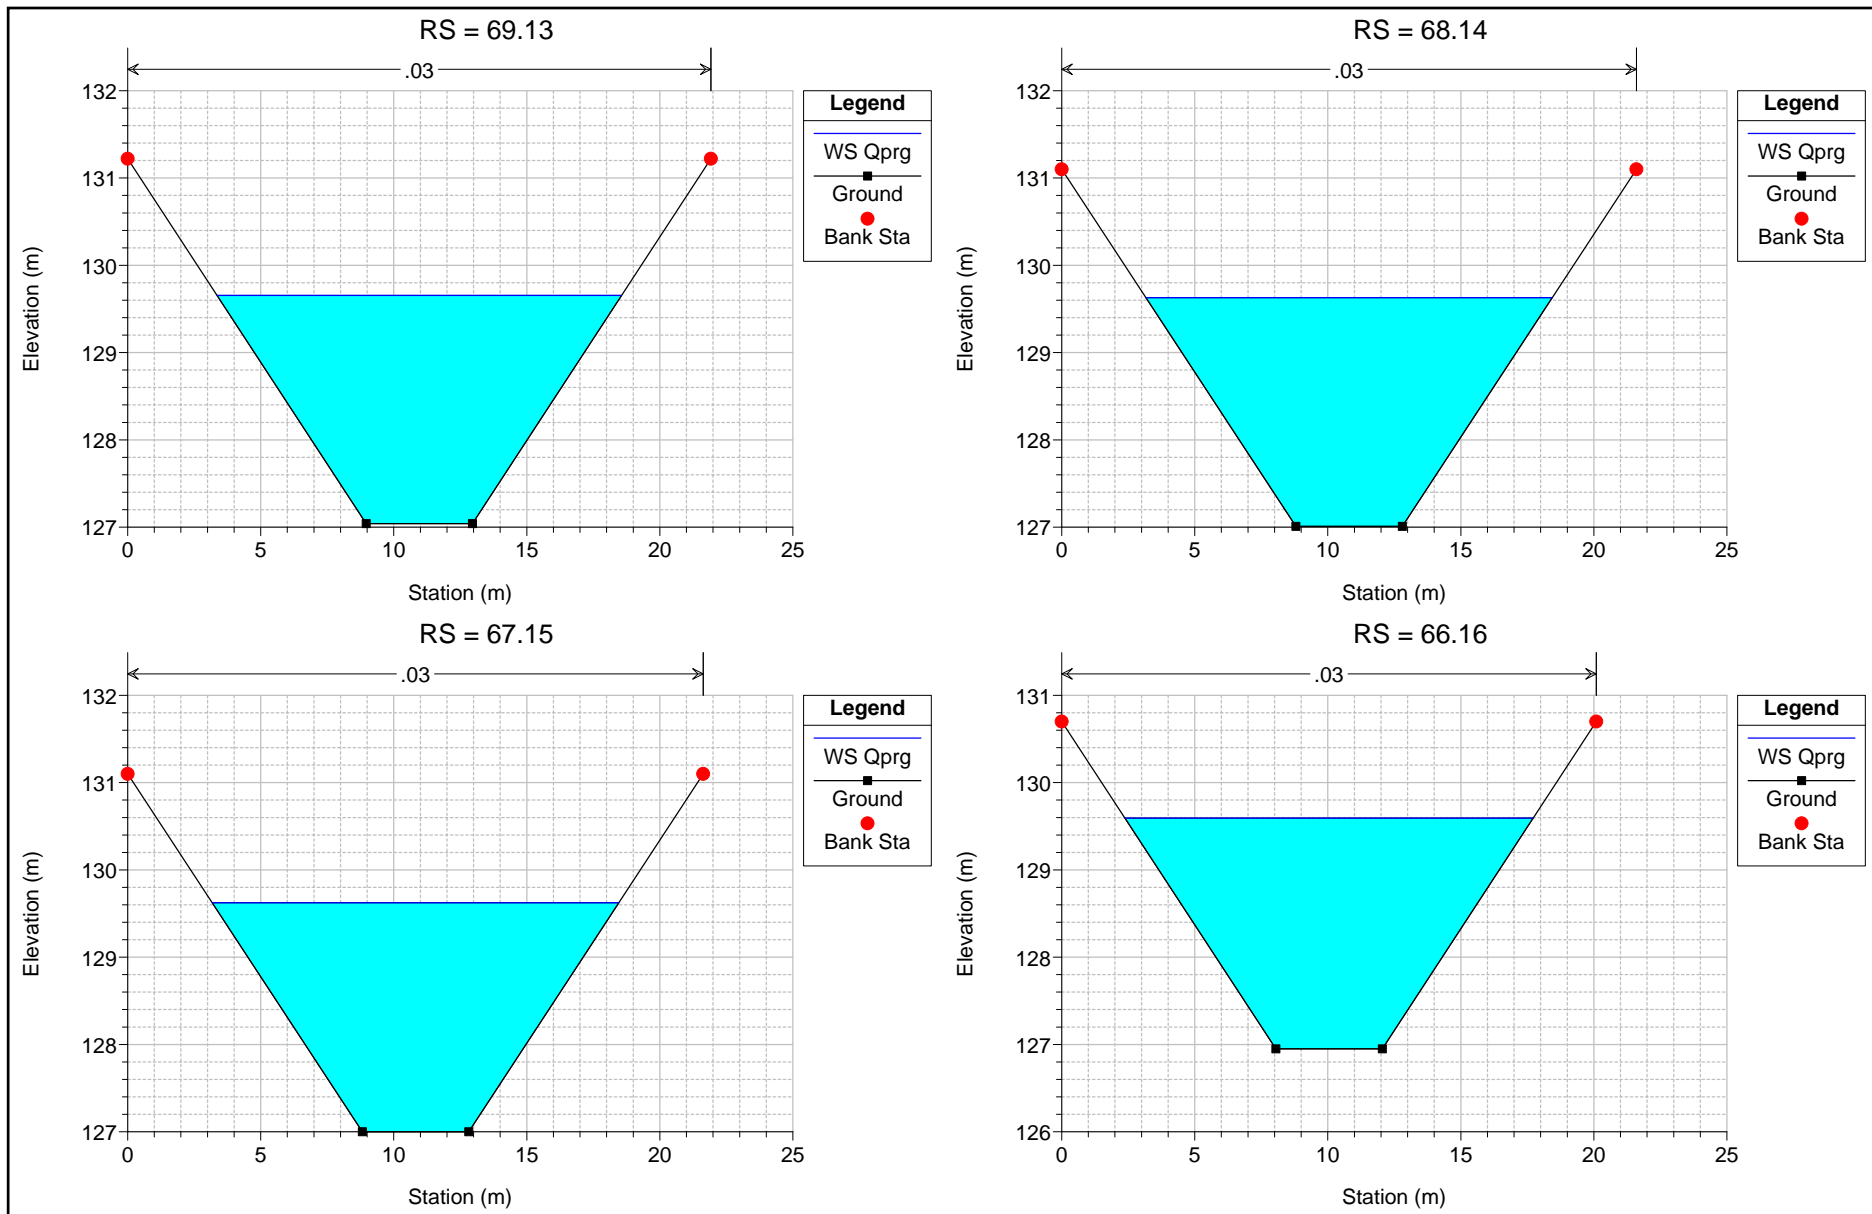 RS = 69.13
.03
132
131
130
129
128
127
0 5 10 15 20 25
Elevation (m)
Station (m)
Legend
WS Qprg
Ground
Bank Sta
RS = 68.14
.03
132
131
130
129
128
127
0 5 10 15 20 25
Elevation (m)
Station (m)
Legend
WS Qprg
Ground
Bank Sta
RS = 67.15
.03
132
131
130
129
128
127
0 5 10 15 20 25
Elevation (m)
Station (m)
Legend
WS Qprg
Ground
Bank Sta
RS = 66.16
.03
131
130
129
128
127
126
0 5 10 15 20 25
Elevation (m)
Station (m)
Legend
WS Qprg
Ground
Bank Sta